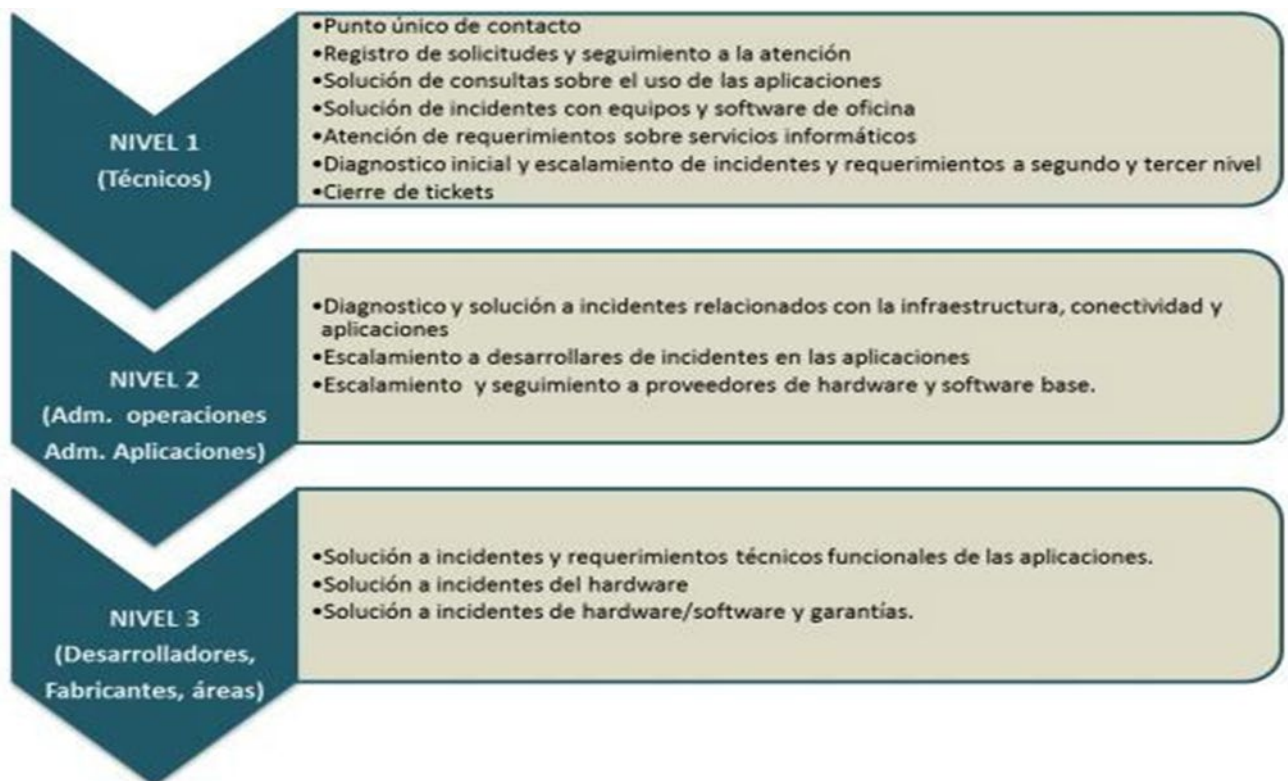 NIVEL 1
(Técnicos)
•Punto único de contacto
•Registro de solicitudes y seguimiento a la atención
•Solución de consultas sobre el uso de las aplicaciones
•Solución de incidentes con equipos y software de oficina
•Atención de requerimientos sobre servicios informáticos
•Diagnostico inicial y escalamiento de incidentes y requerimientos a segundo y tercer nivel
•Cierre de tickets
NIVEL 2
(Adm. operaciones
Adm. Aplicaciones)
•Diagnostico y solución a incidentes relacionados con la infraestructura, conectividad y
aplicaciones
•Escalamiento a desarrollares de incidentes en las aplicaciones
•Escalamiento y seguimiento a proveedores de hardware y software base.
NIVEL 3
(Desarrolladores,
Fabricantes, áreas)
•Solución a incidentes y requerimientos técnicos funcionales de las aplicaciones.
•Solución a incidentes del hardware
•Solución a incidentes de hardware/software y garantías.